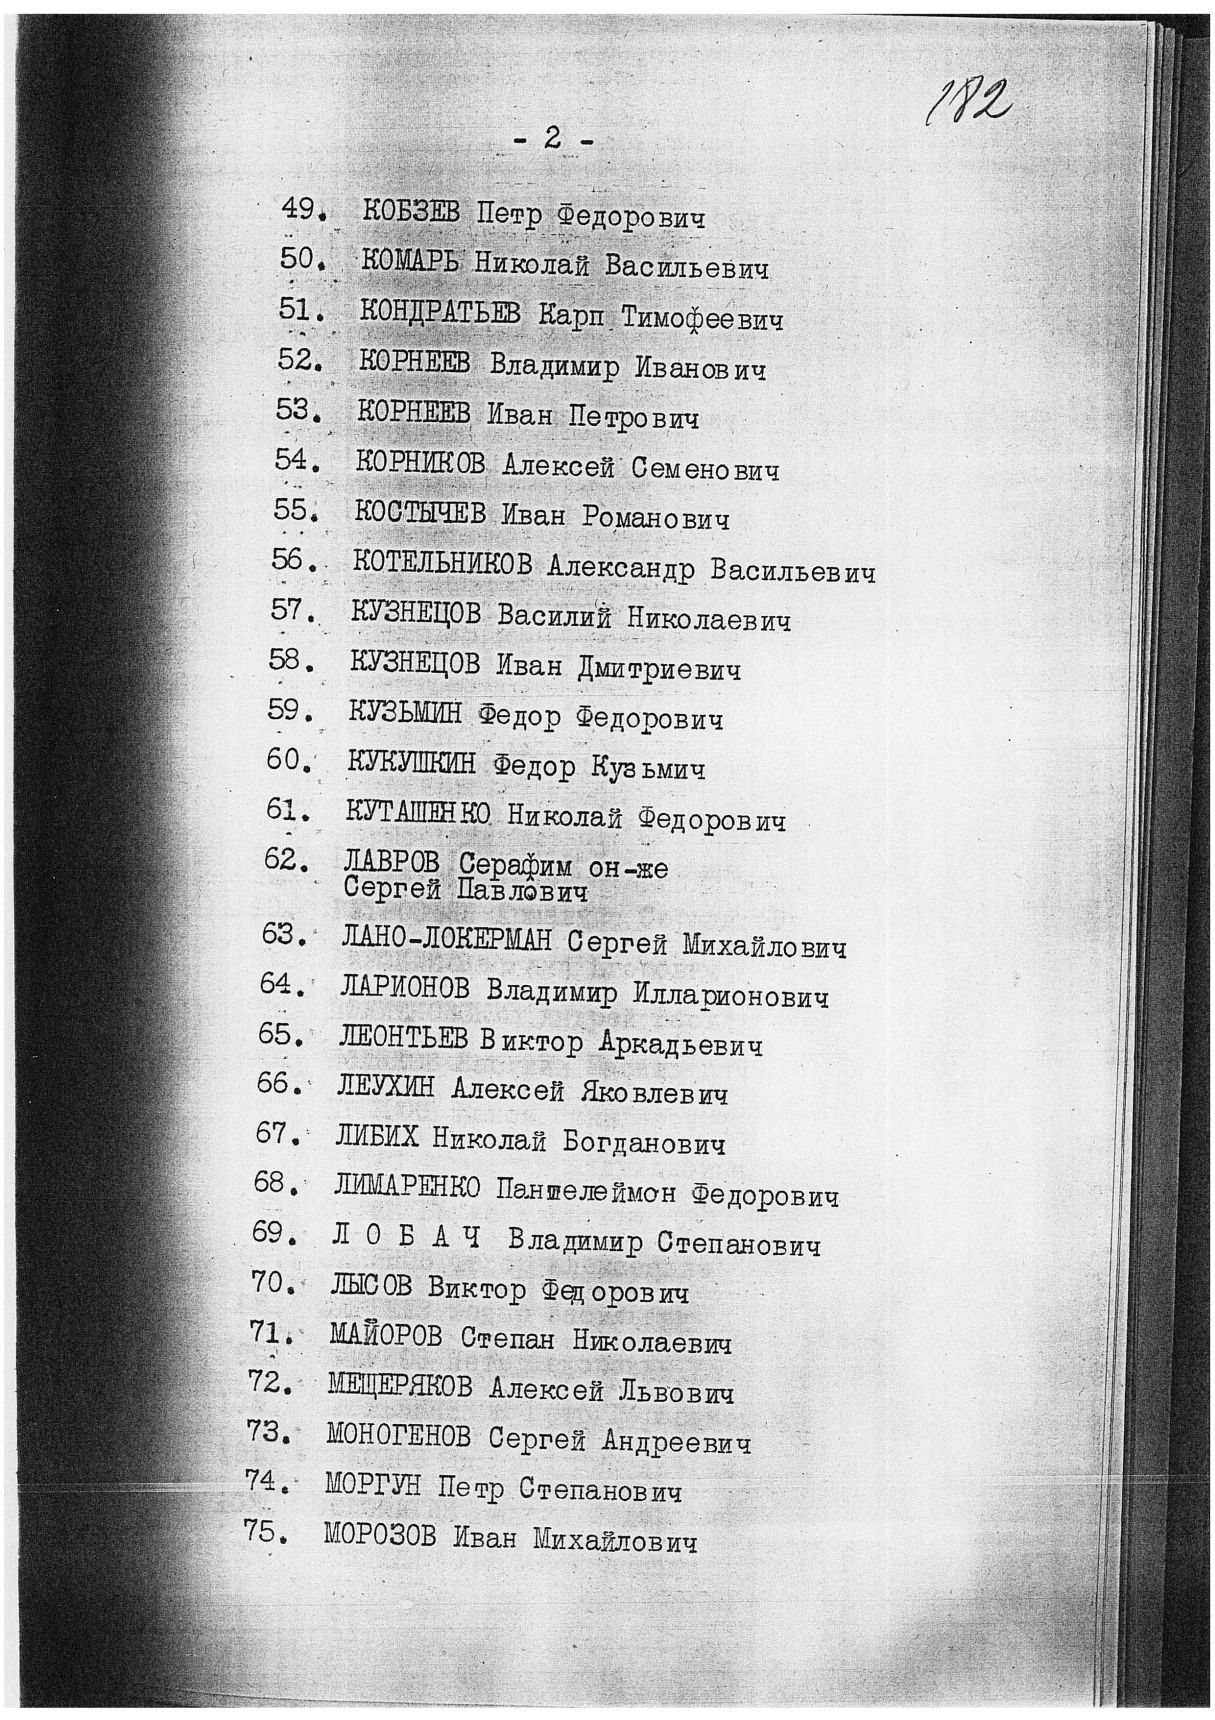 182
- 2 -
49. КОБЗЕВ Петр Федорович
50. КОМАРЬ Николай Васильевич
51. КОНДРАТЬЕВ Карп Тимофеевич
52. КОРНЕЕВ Владимир Иванович
53. КОРНЕЕВ Иван Петрович
54. КОРНИКОВ Алексей Семенович
55. КОСТЫЧЕВ Иван Романович
56. КОТЕЛЬНИКОВ Александр Васильевич
57. КУЗНЕЦОВ Василий Николаевич
58. КУЗНЕЦОВ Иван Дмитриевич
59. КУЗЬМИН Федор Федорович
60. КУКУШКИН Федор Кузьмич
61. КУТАШЕНКО Николай Федорович
62. ЛАВРОВ Серафим он-же
Сергей Павлович
63. ЛАНО-ЛОКЕРМАН Сергей Михайлович
64. ЛАРИОНОВ Владимир Илларионович
65. ЛЕОНТЬЕВ Виктор Аркадьевич
66. ЛЕУХИН Алексей Яковлевич
67. ЛИБИХ Николай Богданович
68. ЛИМАРЕНКО Паншелеймон Федорович
69. Л О Б А Ч Владимир Степанович
70. ЛЫСОВ Виктор Федорович
71. МАЙОРОВ Степан Николаевич
72. МЕЩЕРЯКОВ Алексей Львович
73. МОНОГЕНОВ Сергей Андреевич
74. МОРГУН Петр Степанович
75. МОРОЗОВ Иван Михайлович